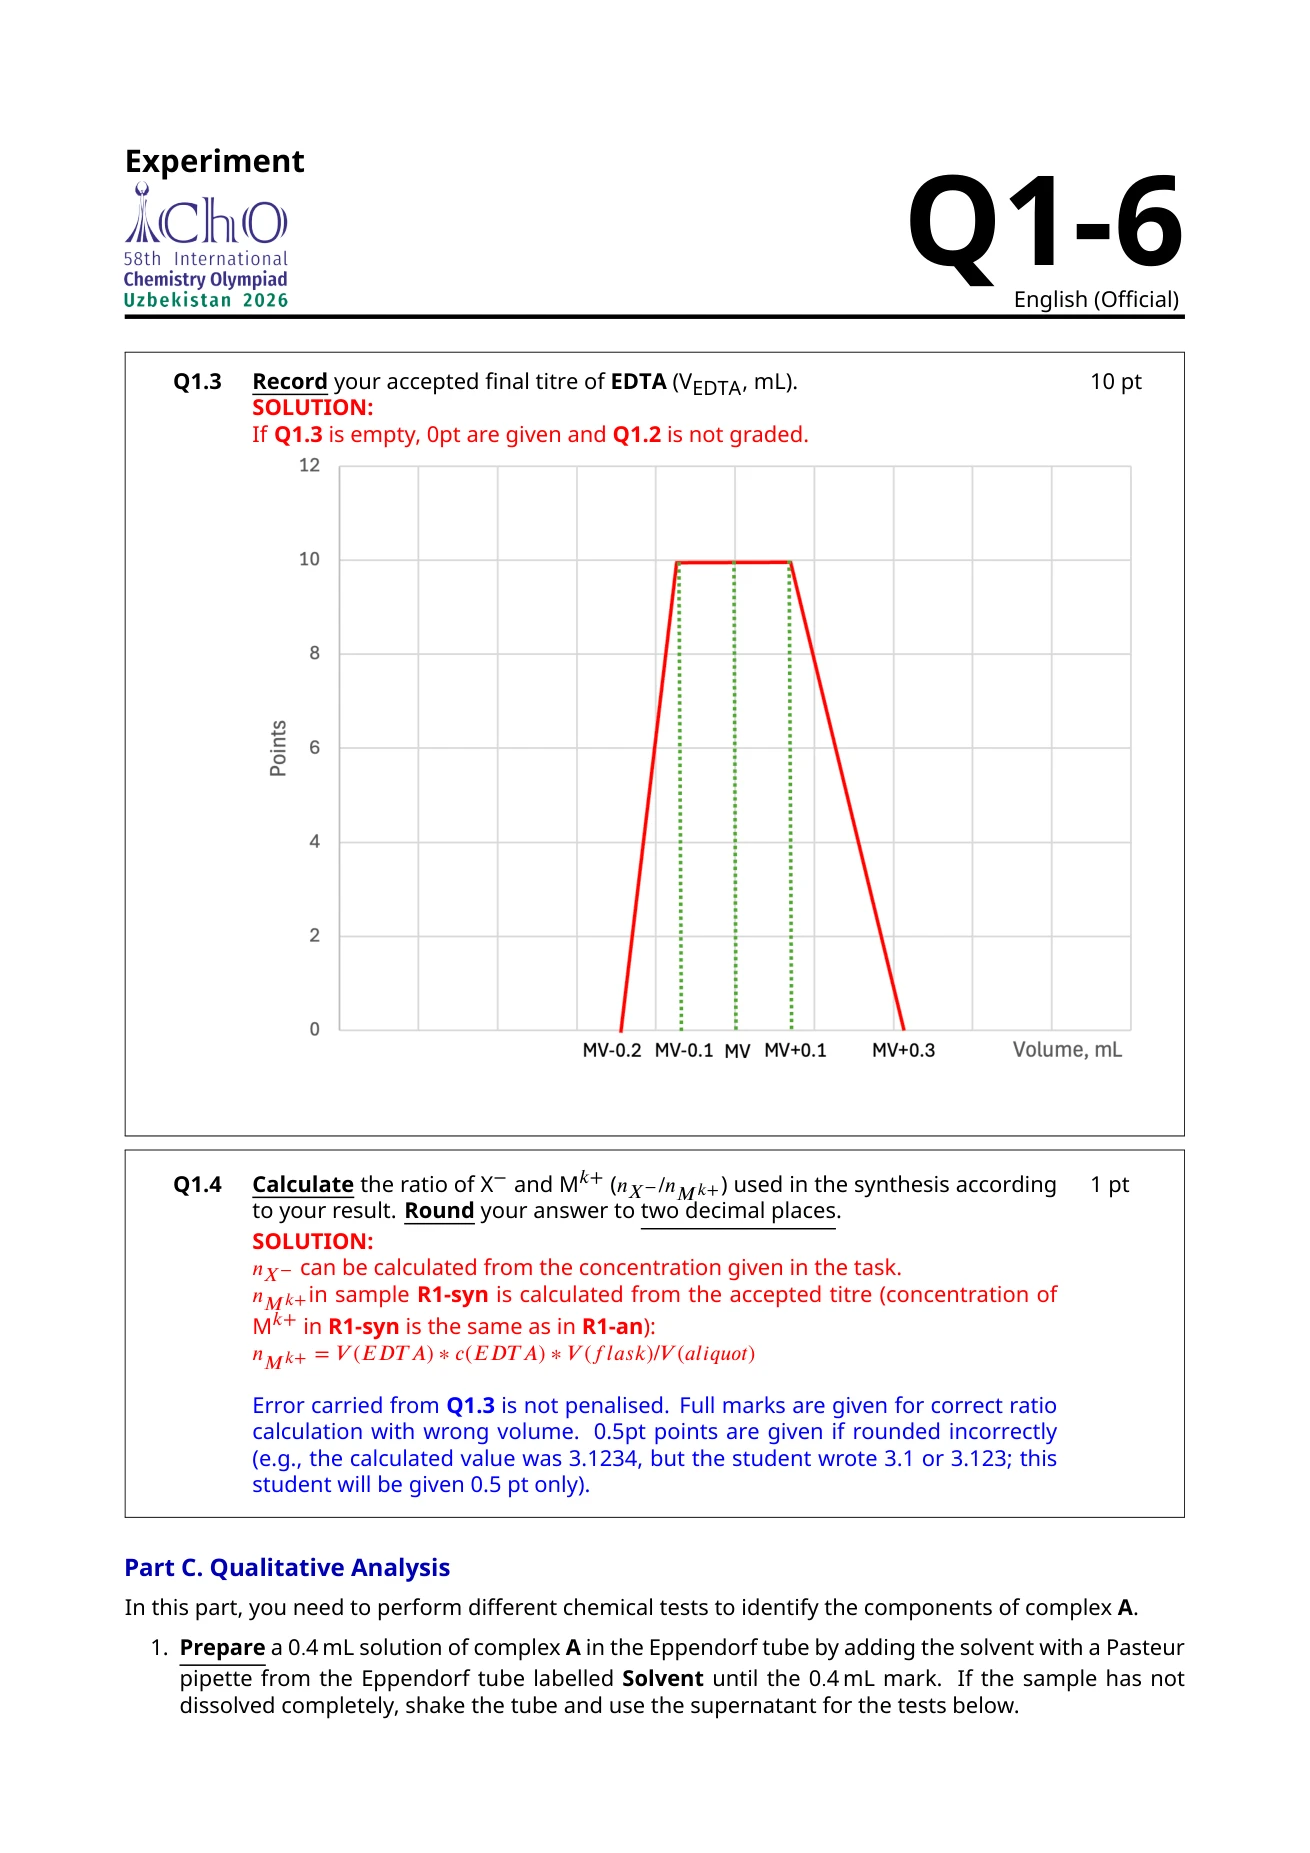 Experiment
IChO
58th International
Chemistry Olympiad
Uzbekistan 2026
Q1-6
English (Official)
Q1.3 Record your accepted final titre of EDTA (V_EDTA, mL). 10 pt
SOLUTION:
If Q1.3 is empty, 0pt are given and Q1.2 is not graded.
12
10
8
6
4
2
0
Points
MV-0.2 MV-0.1 MV MV+0.1 MV+0.3 Volume, mL
Q1.4 Calculate the ratio of X⁻ and M^{k+} (n_{X⁻}/n_{M^{k+}}) used in the synthesis according 1 pt
to your result. Round your answer to two decimal places.
SOLUTION:
n_{X⁻} can be calculated from the concentration given in the task.
n_{M^{k+}} in sample R1-syn is calculated from the accepted titre (concentration of
M^{k+} in R1-syn is the same as in R1-an):
n_{M^{k+}} = V(EDTA) * c(EDTA) * V(flask)/V(aliquot)
Error carried from Q1.3 is not penalised. Full marks are given for correct ratio
calculation with wrong volume. 0.5pt points are given if rounded incorrectly
(e.g., the calculated value was 3.1234, but the student wrote 3.1 or 3.123; this
student will be given 0.5 pt only).
Part C. Qualitative Analysis
In this part, you need to perform different chemical tests to identify the components of complex A.
1. Prepare a 0.4 mL solution of complex A in the Eppendorf tube by adding the solvent with a Pasteur
pipette from the Eppendorf tube labelled Solvent until the 0.4 mL mark. If the sample has not
dissolved completely, shake the tube and use the supernatant for the tests below.